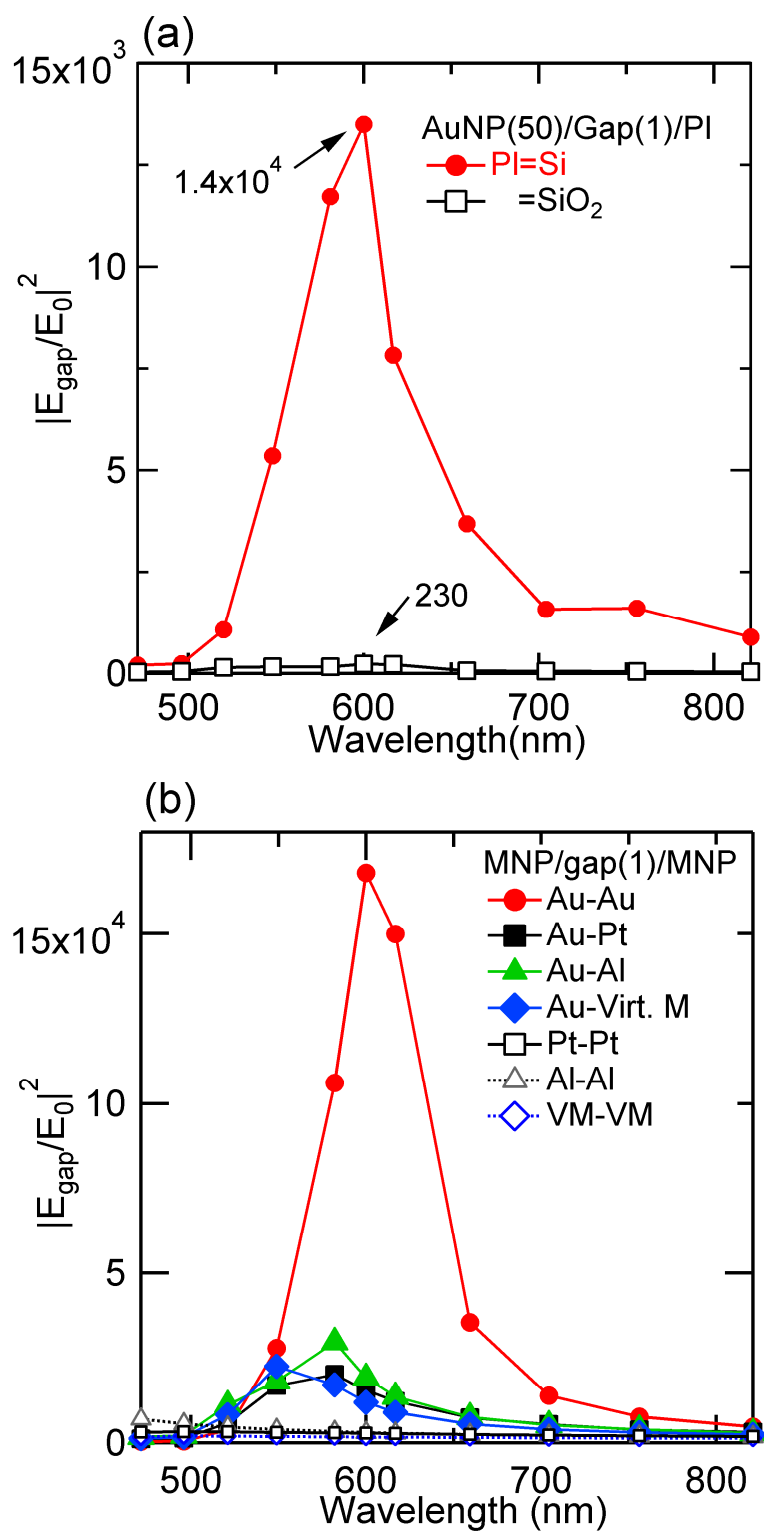 (a)
15x10³
10
5
0
|E_gap/E₀|²
AuNP(50)/Gap(1)/PI
PI=Si
=SiO₂
1.4x10⁴
230
500 600 700 800
Wavelength(nm)
(b)
15x10⁴
10
5
0
|E_gap/E₀|²
MNP/gap(1)/MNP
Au-Au
Au-Pt
Au-Al
Au-Virt. M
Pt-Pt
Al-Al
VM-VM
500 600 700 800
Wavelength (nm)